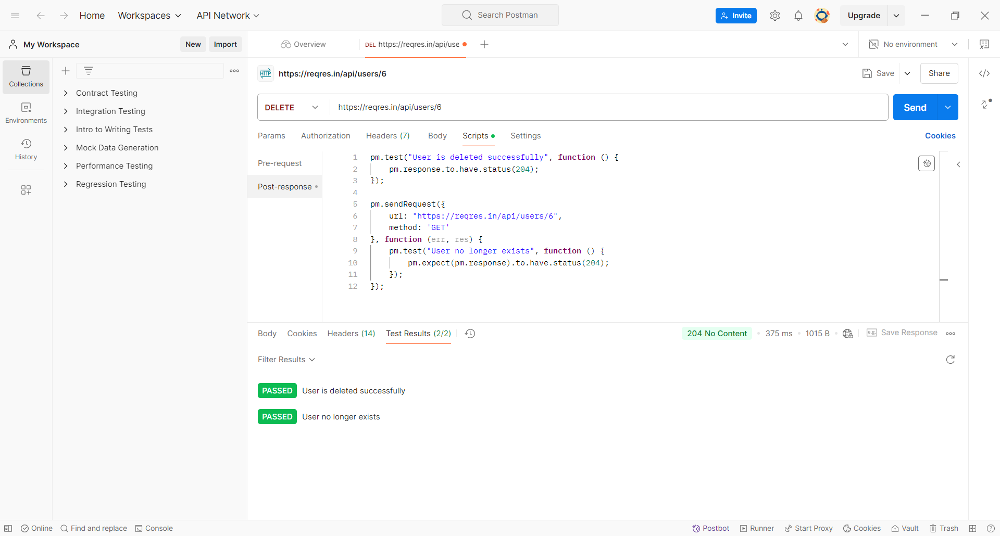 Home
Workspaces
API Network
Search Postman
Invite
Upgrade
My Workspace
New
Import
Overview
DEL https://reqres.in/api/use
No environment
Collections
Environments
History
Contract Testing
Integration Testing
Intro to Writing Tests
Mock Data Generation
Performance Testing
Regression Testing
HTTP
https://reqres.in/api/users/6
Save
Share
DELETE
https://reqres.in/api/users/6
Send
Params
Authorization
Headers (7)
Body
Scripts
Settings
Cookies
Pre-request
Post-response
1 pm.test("User is deleted successfully", function () {
2 pm.response.to.have.status(204);
3 });
4
5 pm.sendRequest({
6 url: "https://reqres.in/api/users/6",
7 method: 'GET'
8 }, function (err, res) {
9 pm.test("User no longer exists", function () {
10 pm.expect(pm.response).to.have.status(204);
11 });
12 });
Body
Cookies
Headers (14)
Test Results (2/2)
204 No Content
375 ms
1015 B
e.g.
Save Response
Filter Results
PASSED User is deleted successfully
PASSED User no longer exists
Online
Find and replace
Console
Postbot
Runner
Start Proxy
Cookies
Vault
Trash